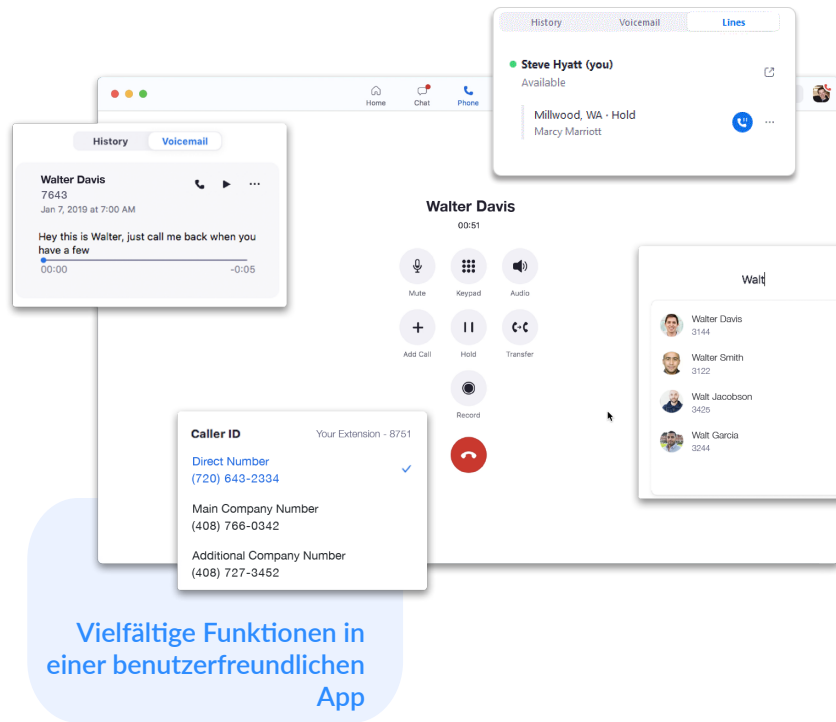 History Voicemail Lines
Steve Hyatt (you)
Available
Millwood, WA · Hold
Marcy Marriott
Home Chat Phone
History Voicemail
Walter Davis
7643
Jan 7, 2019 at 7:00 AM
Hey this is Walter, just call me back when you
have a few
00:00 -0:05
Walter Davis
00:51
Mute Keypad Audio
Add Call Hold Transfer
Record
Walt
Walter Davis
3144
Walter Smith
3122
Walt Jacobson
3425
Walt Garcia
3244
Caller ID Your Extension - 8751
Direct Number
(720) 643-2334
Main Company Number
(408) 766-0342
Additional Company Number
(408) 727-3452
Vielfältige Funktionen in
einer benutzerfreundlichen
App